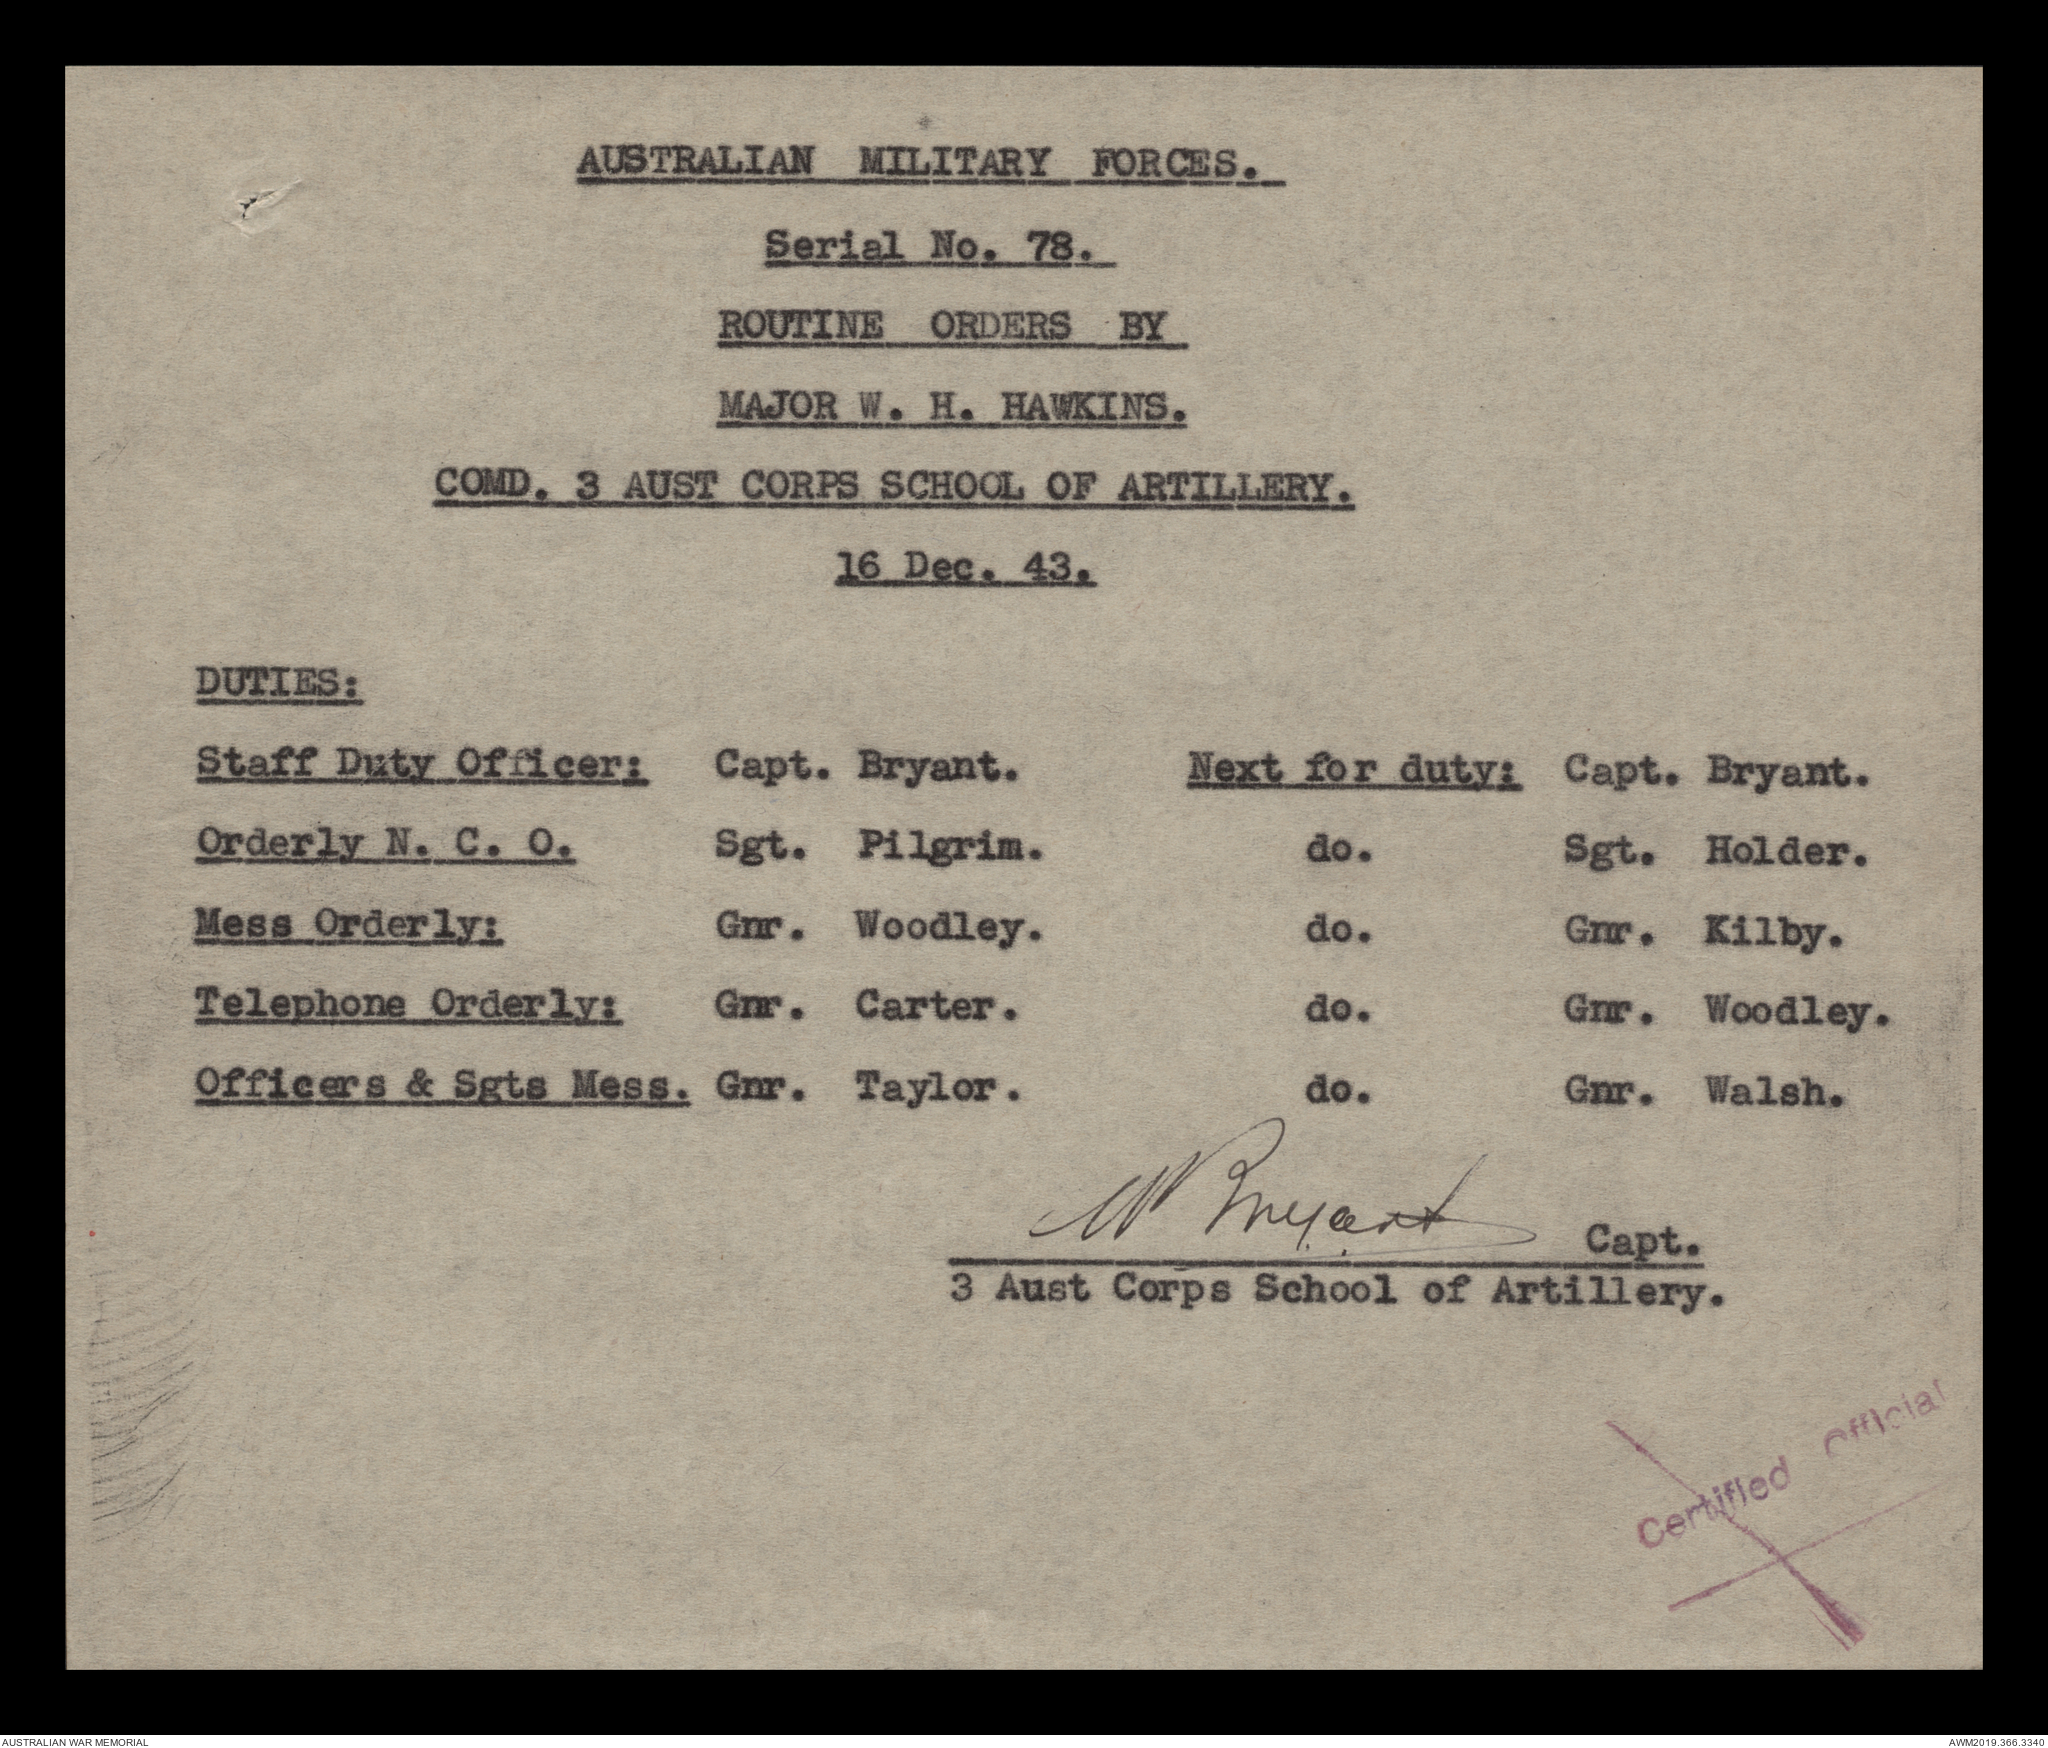 AUSTRALIAN MILITARY FORCES.
Serial No. 78.
ROUTINE ORDERS BY
MAJOR W. H. HAWKINS.
COMD. 3 AUST CORPS SCHOOL OF ARTILLERY.
16 Dec. 43.
DUTIES:
Staff Duty Officer: Capt. Bryant. Next for duty: Capt. Bryant.
Orderly N. C. O. Sgt. Pilgrim. do. Sgt. Holder.
Mess Orderly: Gnr. Woodley. do. Gnr. Kilby.
Telephone Orderly: Gnr. Carter. do. Gnr. Woodley.
Officers & Sgts Mess. Gnr. Taylor. do. Gnr. Walsh.
Bryant Capt.
3 Aust Corps School of Artillery.
Certified Official
AUSTRALIAN WAR MEMORIAL AWM2019.366.3340